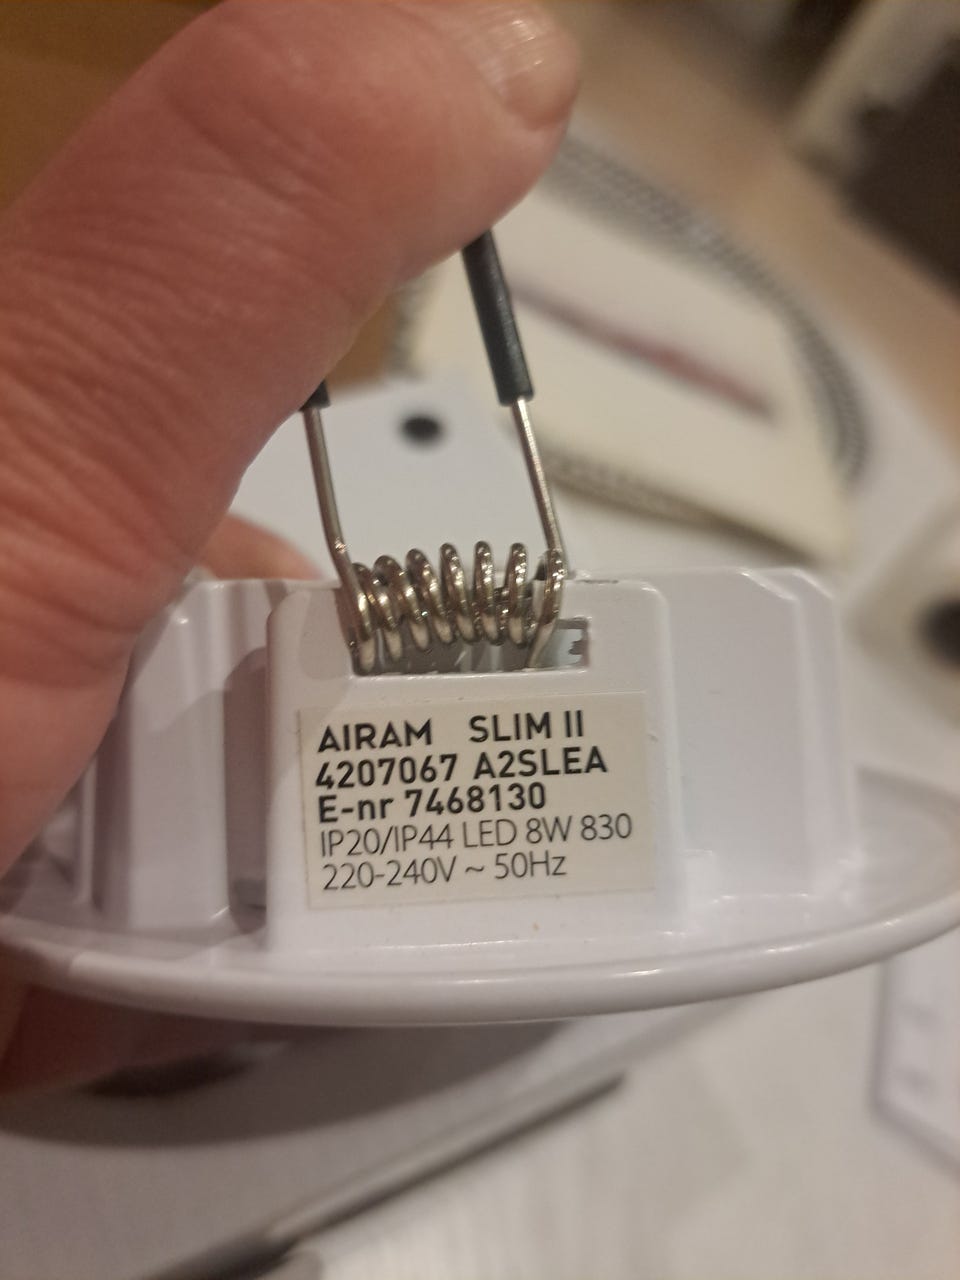 AIRAM SLIM II
4207067 A2SLEA
E-nr 7468130
IP20/IP44 LED 8W 830
220-240V ~ 50Hz